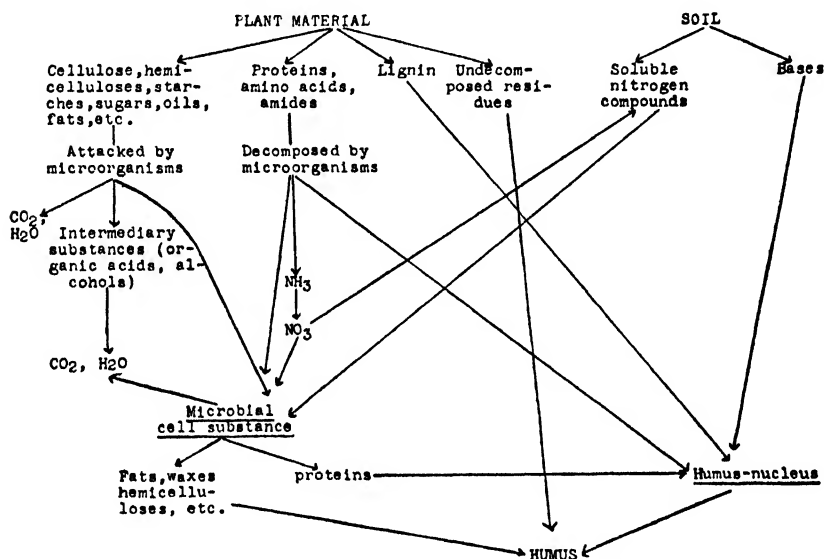 PLANT MATERIAL
SOIL
Cellulose,hemi-
celluloses,star-
ches,sugars,oils,
fats,etc.
Proteins,
amino acids,
amides
Lignin
Undecom-
posed resi-
dues
Soluble
nitrogen
compounds
Bases
Attacked by
microorganisms
Decomposed by
microorganisms
CO2,
H2O
Intermediary
substances (or-
ganic acids, al-
cohols)
NH3
NO3
CO2, H2O
Microbial
cell substance
Fats,waxes
hemicellu-
loses, etc.
proteins
Humus-nucleus
HUMUS